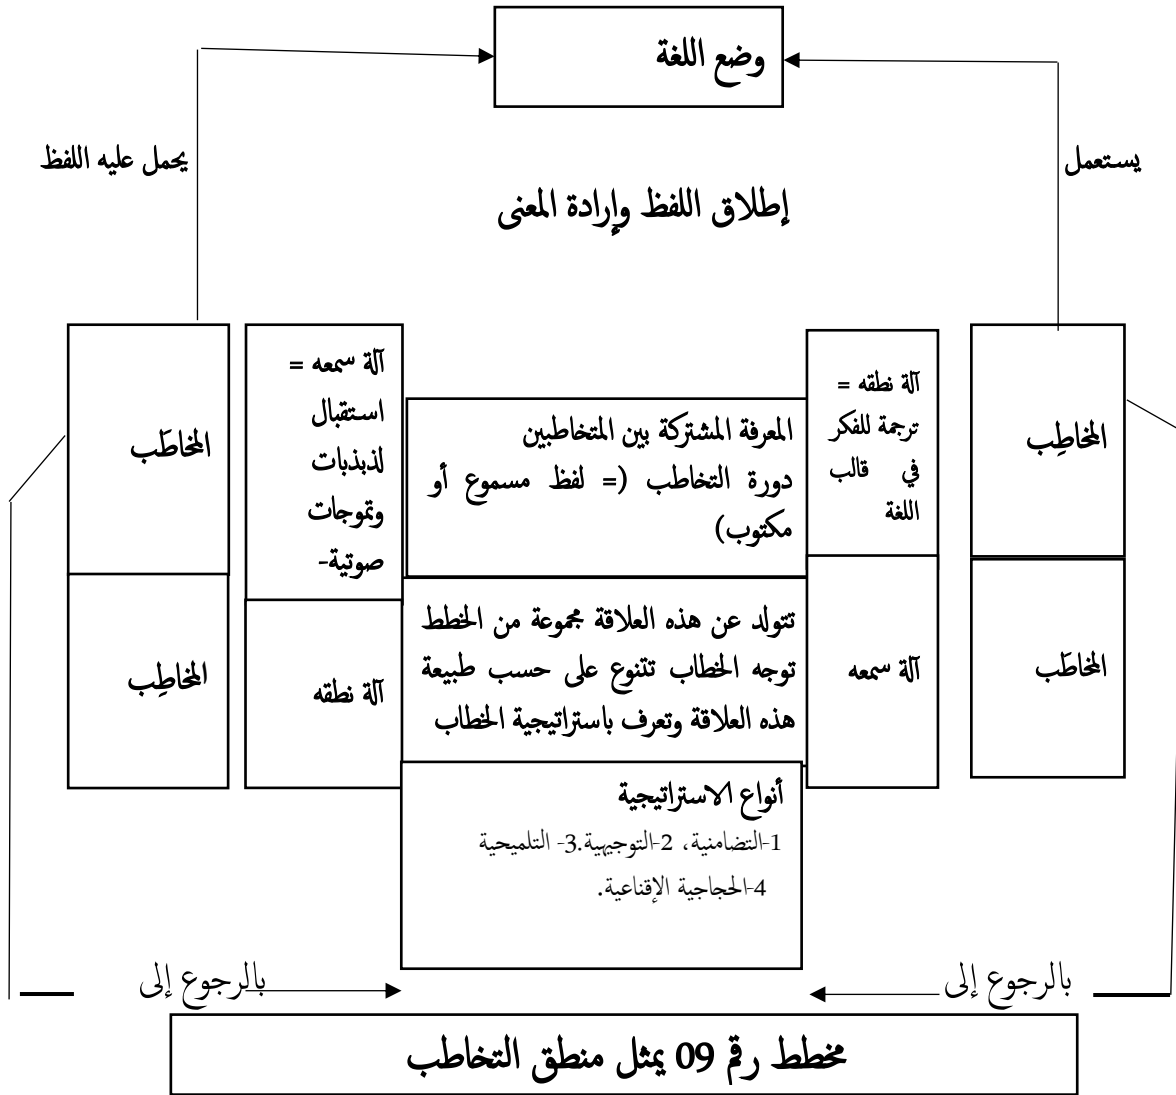 وضع اللغة
يستعمل
يحمل عليه اللفظ
إطلاق اللفظ وإرادة المعنى
المخاطِب
آلة نطقه =
ترجمة للفكر
في قالب
اللغة
المعرفة المشتركة بين المتخاطبين
دورة التخاطب (= لفظ مسموع أو
مكتوب)
آلة سمعه =
استقبال
لذبذبات
وتموجات
صوتية-
المخاطَب
المخاطَب
آلة سمعه
تتولد عن هذه العلاقة مجموعة من الخطط
توجه الخطاب تتنوع على حسب طبيعة
هذه العلاقة وتعرف باستراتيجية الخطاب
آلة نطقه
المخاطِب
أنواع الاستراتيجية
1-التضامنية، 2-التوجيهية.3- التلميحية
4-الحجاجية الإقناعية.
بالرجوع إلى
بالرجوع إلى
مخطط رقم 09 يمثل منطق التخاطب